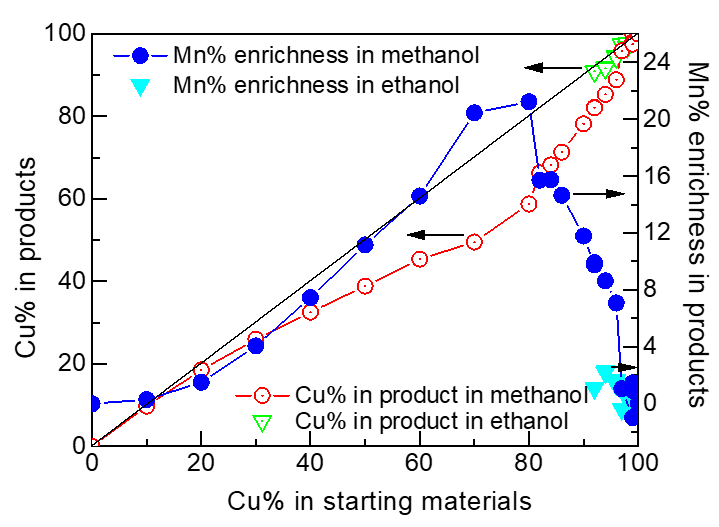 100
80
60
40
20
0
Cu% in products
Mn% enrichness in methanol
Mn% enrichness in ethanol
Cu% in product in methanol
Cu% in product in ethanol
24
20
16
12
8
4
0
Mn% enrichness in products
0
20
40
60
80
100
Cu% in starting materials